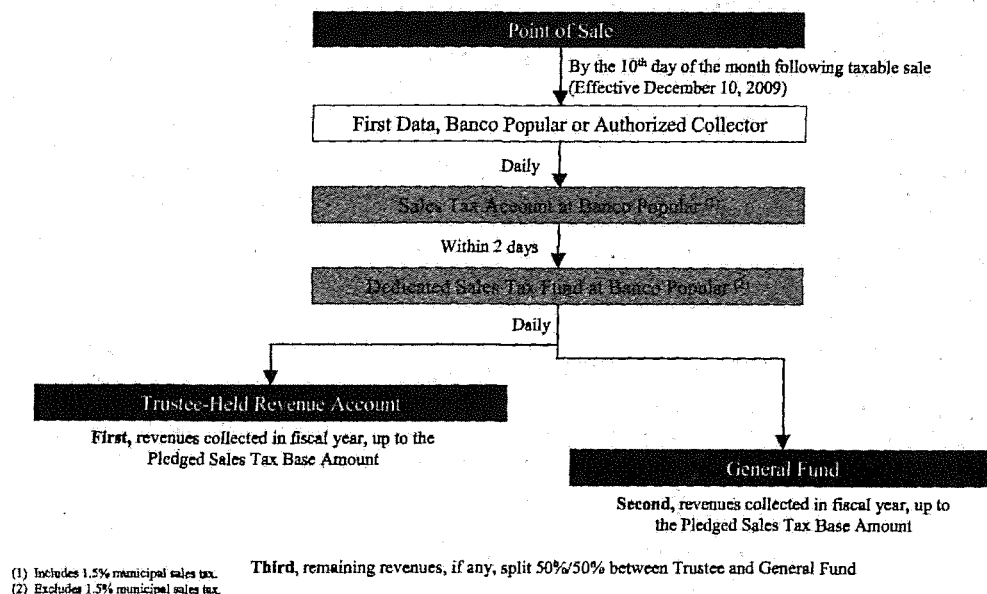 Point of Sale
By the 10th day of the month following taxable sale
(Effective December 10, 2009)
First Data, Banco Popular or Authorized Collector
Daily
Sales Tax Account at Banco Popular (1)
Within 2 days
Dedicated Sales Tax Fund at Banco Popular (2)
Daily
Trustee-Held Revenue Account
First, revenues collected in fiscal year, up to the
Pledged Sales Tax Base Amount
General Fund
Second, revenues collected in fiscal year, up to
the Pledged Sales Tax Base Amount
Third, remaining revenues, if any, split 50%/50% between Trustee and General Fund
(1) Includes 1.5% municipal sales tax.
(2) Excludes 1.5% municipal sales tax.